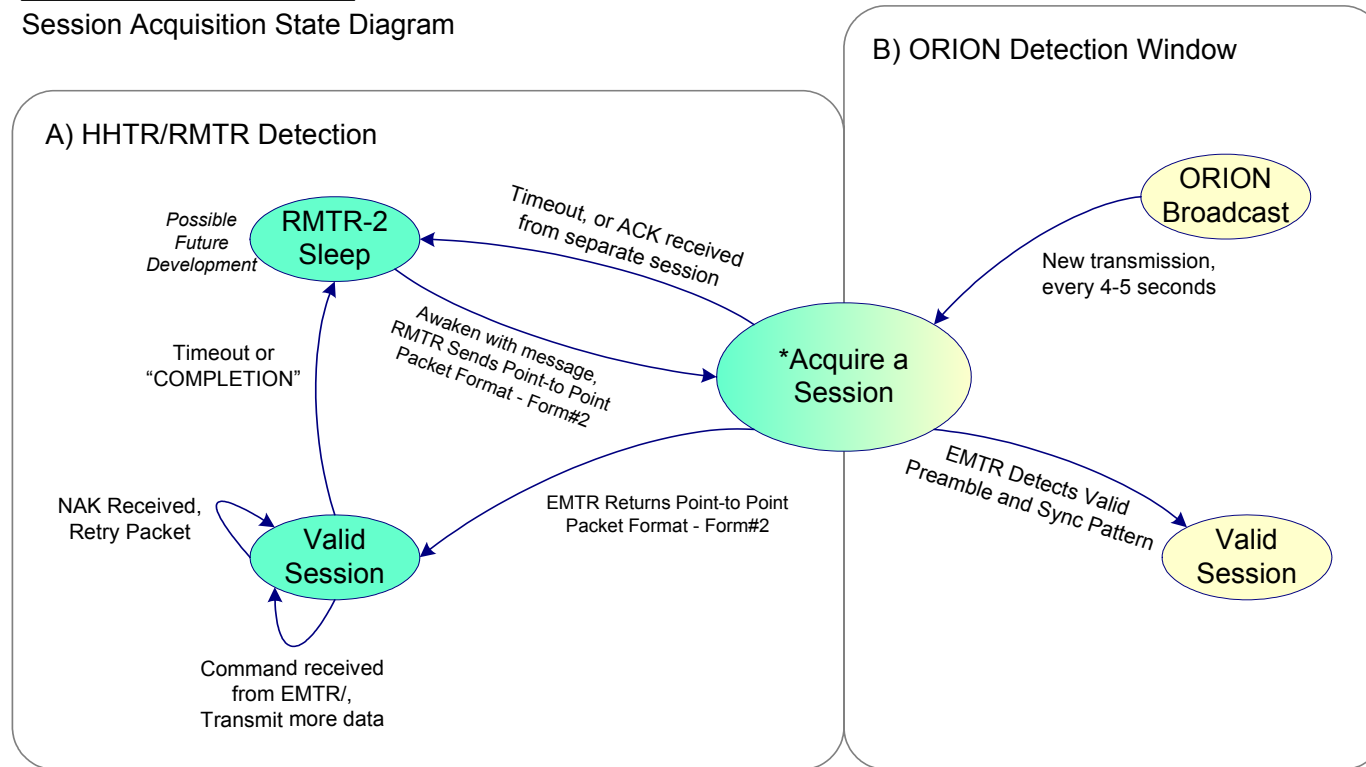 Session Acquisition State Diagram
B) ORION Detection Window
A) HHTR/RMTR Detection
Possible
Future
Development
RMTR-2
Sleep
Timeout, or ACK received
from separate session
ORION
Broadcast
New transmission,
every 4-5 seconds
Awaken with message,
RMTR Sends Point-to Point
Packet Format - Form#2
*Acquire a
Session
Timeout or
“COMPLETION”
EMTR Returns Point-to Point
Packet Format - Form#2
EMTR Detects Valid
Preamble and Sync Pattern
NAK Received,
Retry Packet
Valid
Session
Valid
Session
Command received
from EMTR/,
Transmit more data